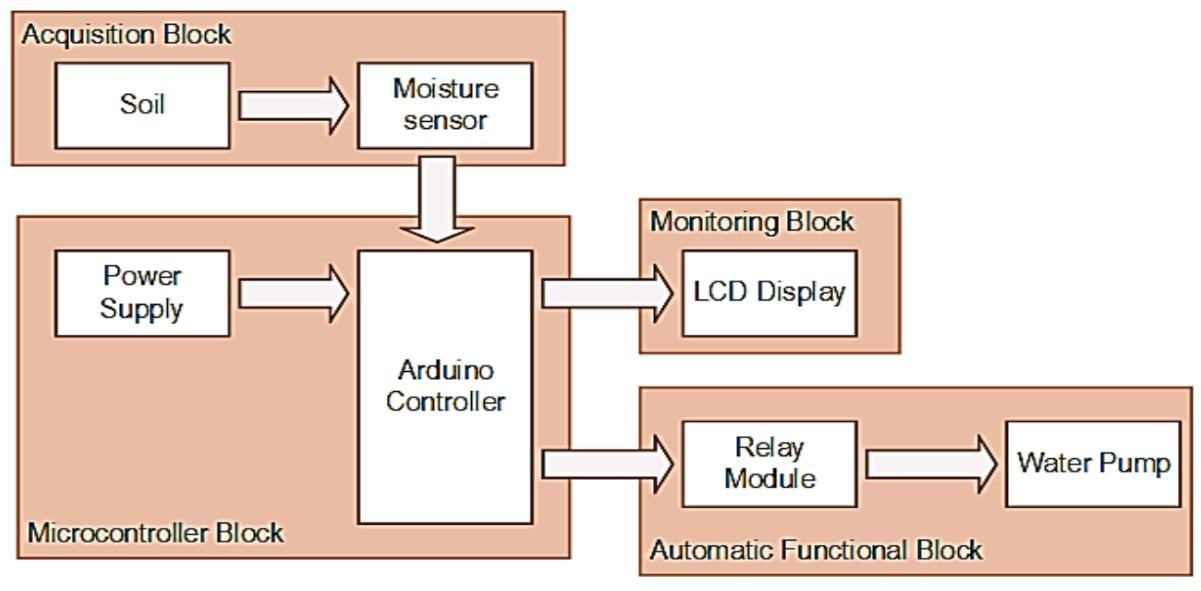 Acquisition Block
Soil
Moisture
sensor
Power
Supply
Arduino
Controller
Microcontroller Block
Monitoring Block
LCD Display
Relay
Module
Water Pump
Automatic Functional Block